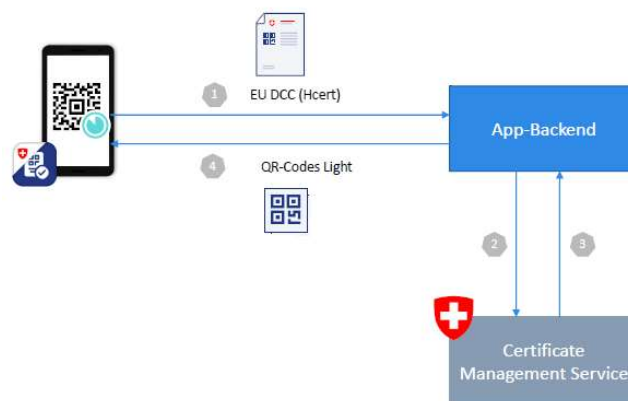 1
EU DCC (Hcert)
App-Backend
4
QR-Codes Light
2
3
Certificate
Management Service